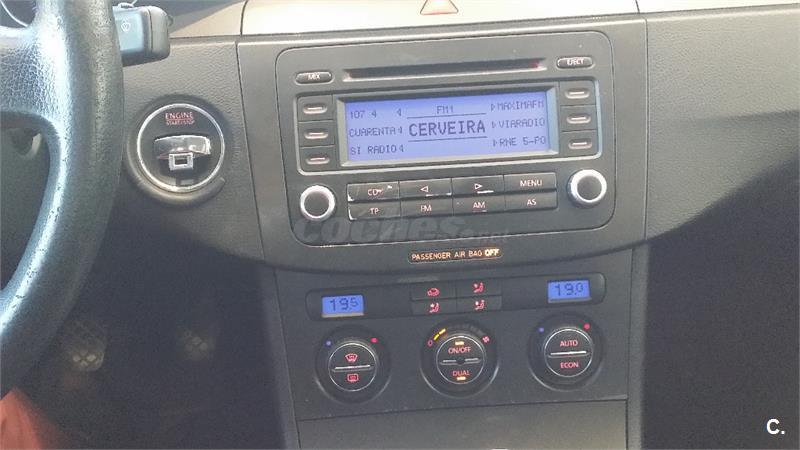 ENGINE
START/STOP
MIX
EJECT
107 4
FM1
MAXIMAFM
CUARENTA
CERVEIRA
VIARADIO
SI RADIO
RNE 5-PO
CD
MENU
TP
FM
AM
AS
coches.net
PASSENGER AIR BAG OFF
19.5
19.0
ON/OFF
DUAL
AUTO
ECON
C.